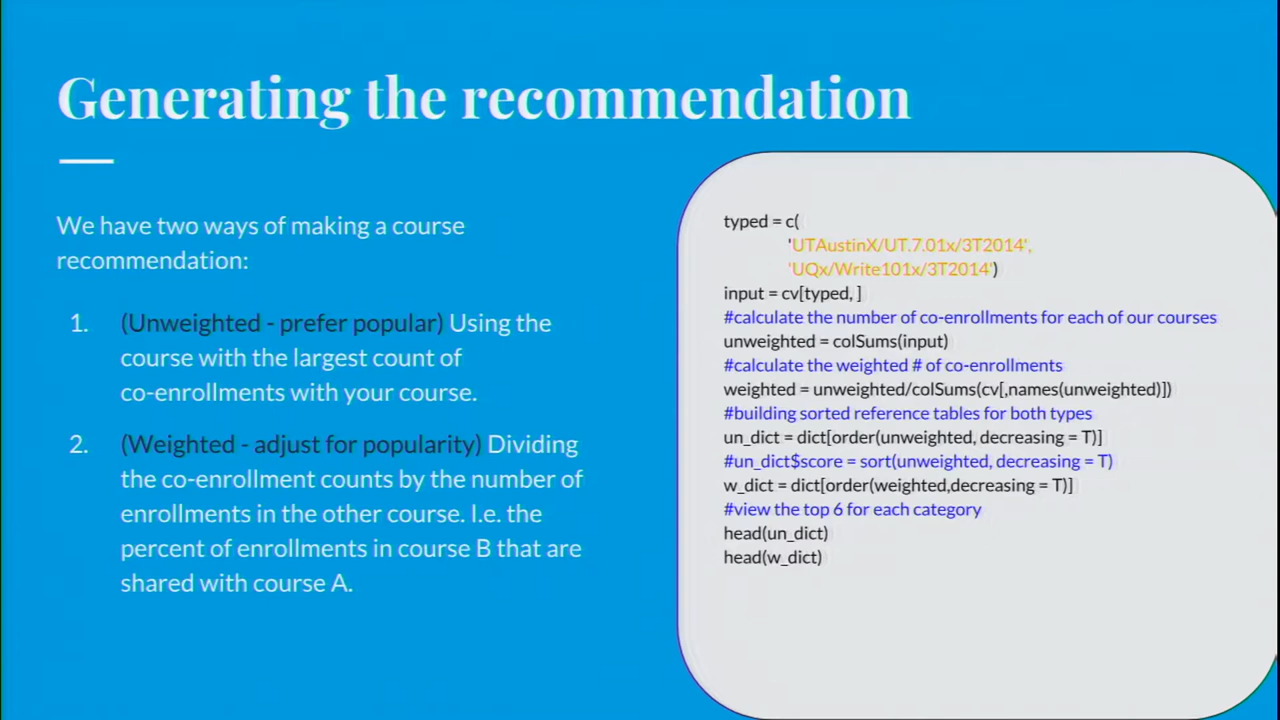 Generating the recommendation
We have two ways of making a course
recommendation:
1. (Unweighted - prefer popular) Using the
course with the largest count of
co-enrollments with your course.
2. (Weighted - adjust for popularity) Dividing
the co-enrollment counts by the number of
enrollments in the other course. I.e. the
percent of enrollments in course B that are
shared with course A.
typed = c(
'UTAustinX/UT.7.01x/3T2014',
'UQx/Write101x/3T2014')
input = cv[typed, ]
#calculate the number of co-enrollments for each of our courses
unweighted = colSums(input)
#calculate the weighted # of co-enrollments
weighted = unweighted/colSums(cv[,names(unweighted)])
#building sorted reference tables for both types
un_dict = dict[order(unweighted, decreasing = T)]
#un_dict$score = sort(unweighted, decreasing = T)
w_dict = dict[order(weighted,decreasing = T)]
#view the top 6 for each category
head(un_dict)
head(w_dict)